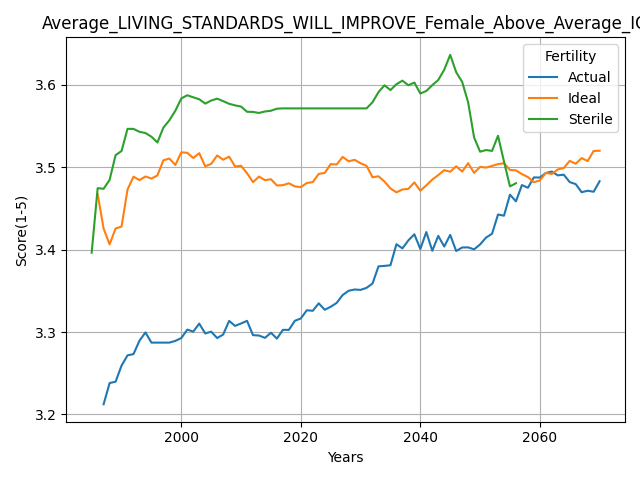 Average_LIVING_STANDARDS_WILL_IMPROVE_Female_Above_Average_IC
Fertility
Actual
Ideal
Sterile
Score(1-5)
3.6
3.5
3.4
3.3
3.2
2000 2020 2040 2060
Years